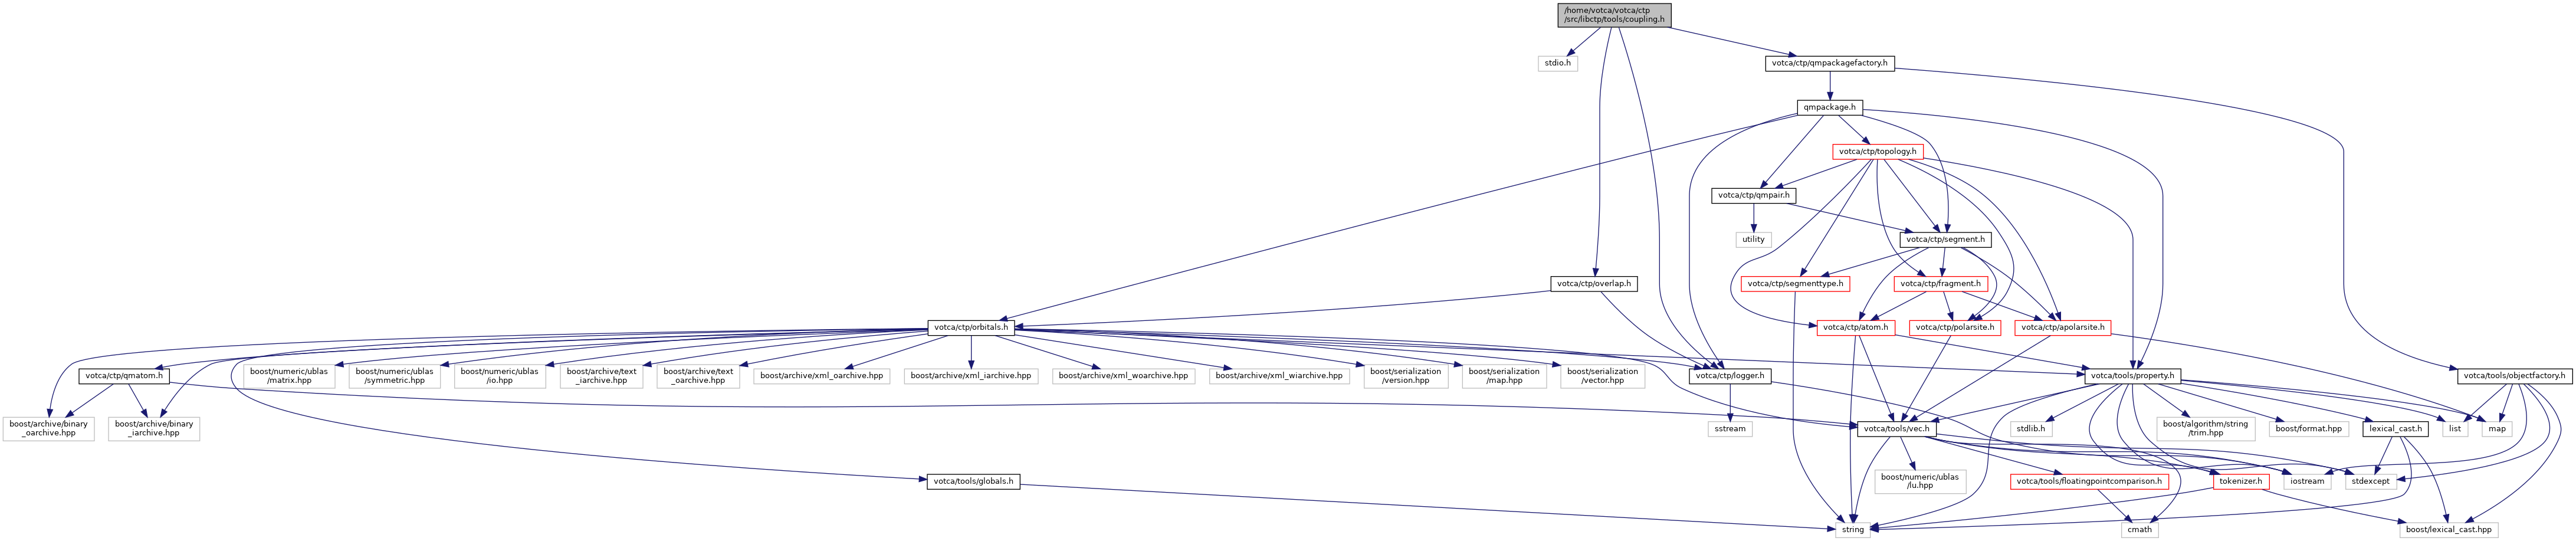 /home/votca/votca/ctp
/src/libctp/tools/coupling.h
stdio.h
votca/ctp/qmpackagefactory.h
qmpackage.h
votca/ctp/topology.h
votca/ctp/qmpair.h
utility
votca/ctp/segment.h
votca/ctp/overlap.h
votca/ctp/segmenttype.h
votca/ctp/fragment.h
votca/ctp/orbitals.h
votca/ctp/atom.h
votca/ctp/polarsite.h
votca/ctp/apolarsite.h
votca/ctp/qmatom.h
boost/numeric/ublas
/matrix.hpp
boost/numeric/ublas
/symmetric.hpp
boost/numeric/ublas
/io.hpp
boost/archive/text
_iarchive.hpp
boost/archive/text
_oarchive.hpp
boost/archive/xml_oarchive.hpp
boost/archive/xml_iarchive.hpp
boost/archive/xml_woarchive.hpp
boost/archive/xml_wiarchive.hpp
boost/serialization
/version.hpp
boost/serialization
/map.hpp
boost/serialization
/vector.hpp
votca/ctp/logger.h
votca/tools/property.h
votca/tools/objectfactory.h
boost/archive/binary
_oarchive.hpp
boost/archive/binary
_iarchive.hpp
sstream
votca/tools/vec.h
stdlib.h
boost/algorithm/string
/trim.hpp
boost/format.hpp
lexical_cast.h
list
map
votca/tools/globals.h
boost/numeric/ublas
/lu.hpp
votca/tools/floatingpointcomparison.h
tokenizer.h
iostream
stdexcept
string
cmath
boost/lexical_cast.hpp